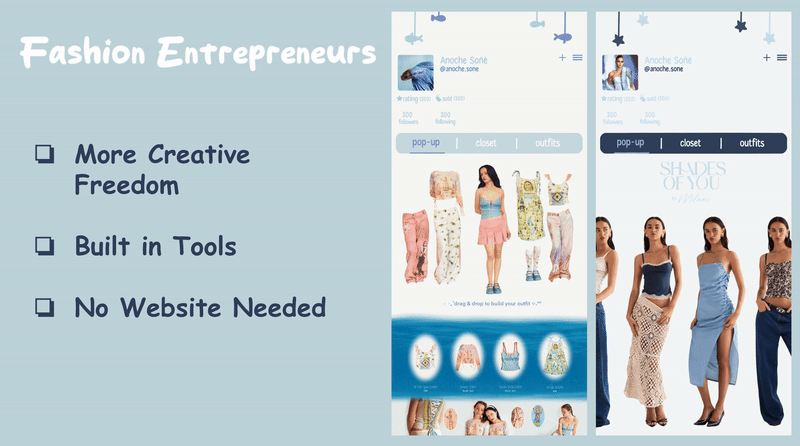 Fashion Entrepreneurs
More Creative
Freedom
Built in Tools
No Website Needed
Anoche Soñé
@anoche.sone
rating
sold
300
300
followers
following
pop-up
closet
outfits
drag & drop to build your outfit
Anoche Soñé
@anoche.sone
rating
sold
300
300
followers
following
pop-up
closet
outfits
SHADES
OF YOU